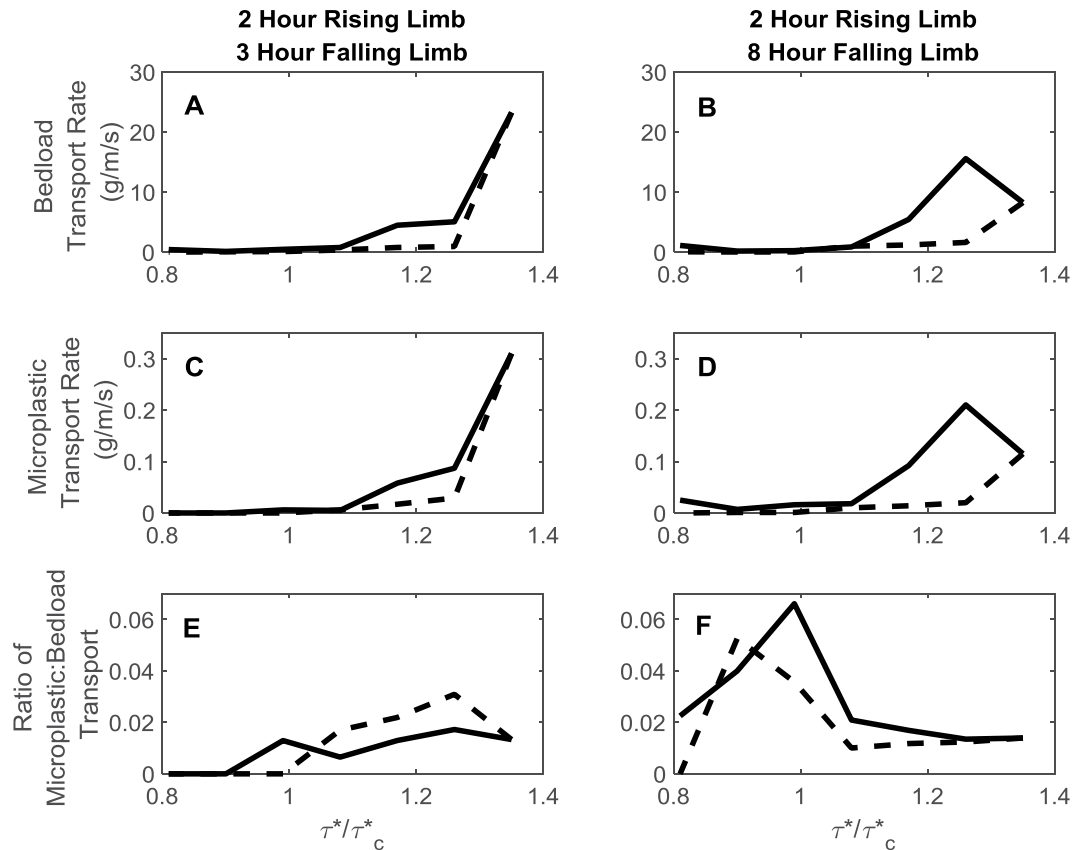 2 Hour Rising Limb
3 Hour Falling Limb
2 Hour Rising Limb
8 Hour Falling Limb
Bedload
Transport Rate
(g/m/s)
30
20
10
0
A
0.8 1 1.2 1.4
30
20
10
0
B
0.8 1 1.2 1.4
Microplastic
Transport Rate
(g/m/s)
0.3
0.2
0.1
0
C
0.8 1 1.2 1.4
0.3
0.2
0.1
0
D
0.8 1 1.2 1.4
Ratio of
Microplastic:Bedload
Transport
0.06
0.04
0.02
0
E
0.8 1 1.2 1.4
τ*/τ*c
0.06
0.04
0.02
0
F
0.8 1 1.2 1.4
τ*/τ*c